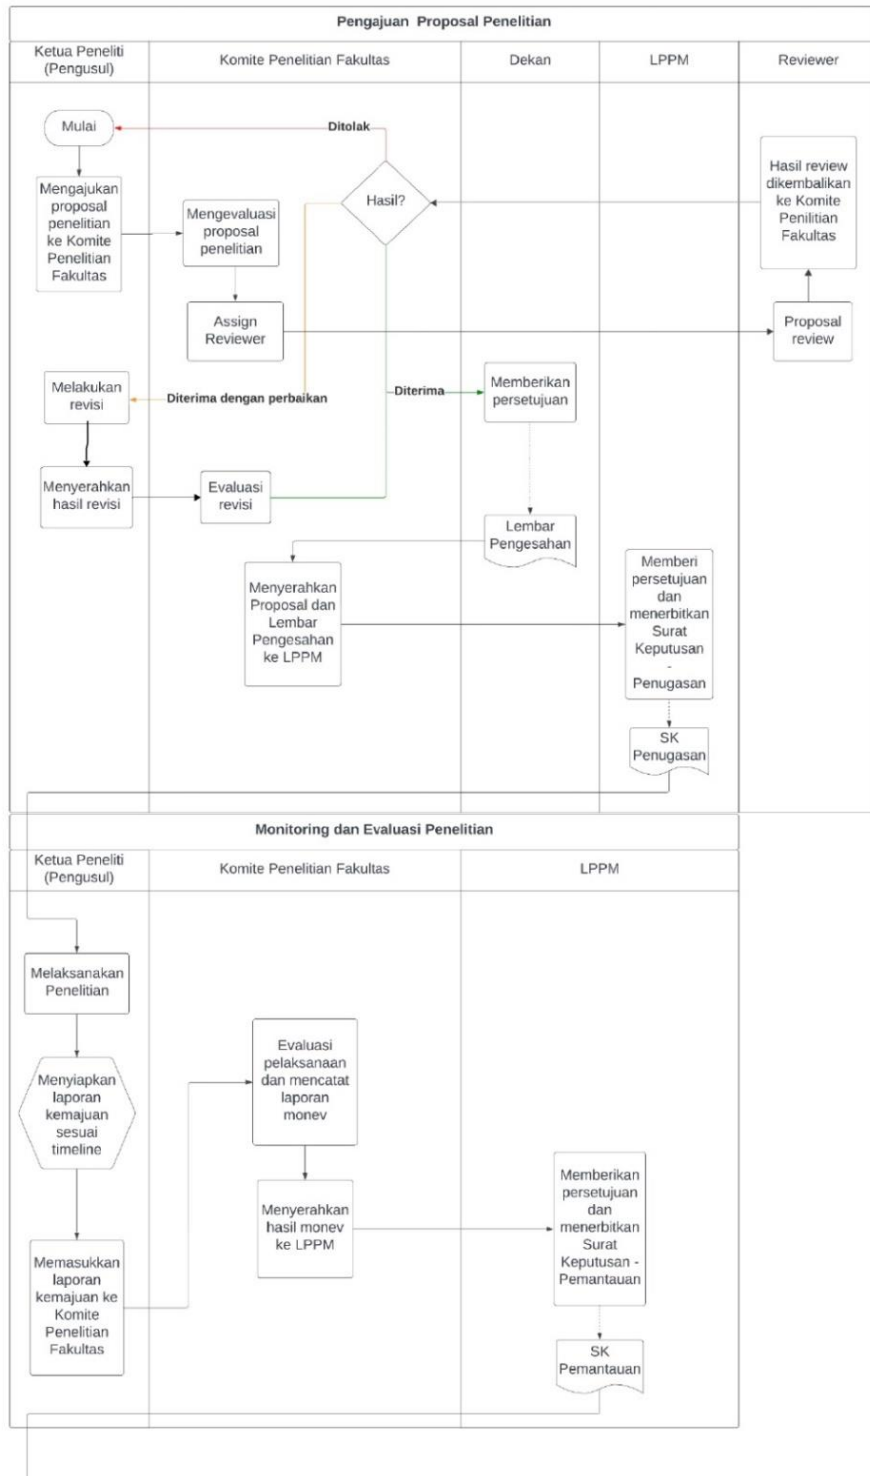 Pengajuan Proposal Penelitian
Ketua Peneliti
(Pengusul)
Komite Penelitian Fakultas
Dekan
LPPM
Reviewer
Mulai
Ditolak
Mengajukan
proposal
penelitian
ke Komite
Penelitian
Fakultas
Mengevaluasi
proposal
penelitian
Hasil?
Hasil review
dikembalikan
ke Komite
Penilitian
Fakultas
Assign
Reviewer
Proposal
review
Melakukan
revisi
Diterima dengan perbaikan
Diterima
Memberikan
persetujuan
Menyerahkan
hasil revisi
Evaluasi
revisi
Lembar
Pengesahan
Menyerahkan
Proposal dan
Lembar
Pengesahan
ke LPPM
Memberi
persetujuan
dan
menerbitkan
Surat
Keputusan
-
Penugasan
SK
Penugasan
Monitoring dan Evaluasi Penelitian
Ketua Peneliti
(Pengusul)
Komite Penelitian Fakultas
LPPM
Melaksanakan
Penelitian
Menyiapkan
laporan
kemajuan
sesuai
timeline
Evaluasi
pelaksanaan
dan mencatat
laporan
monev
Memasukkan
laporan
kemajuan ke
Komite
Penelitian
Fakultas
Menyerahkan
hasil monev
ke LPPM
Memberikan
persetujuan
dan
menerbitkan
Surat
Keputusan -
Pemantauan
SK
Pemantauan